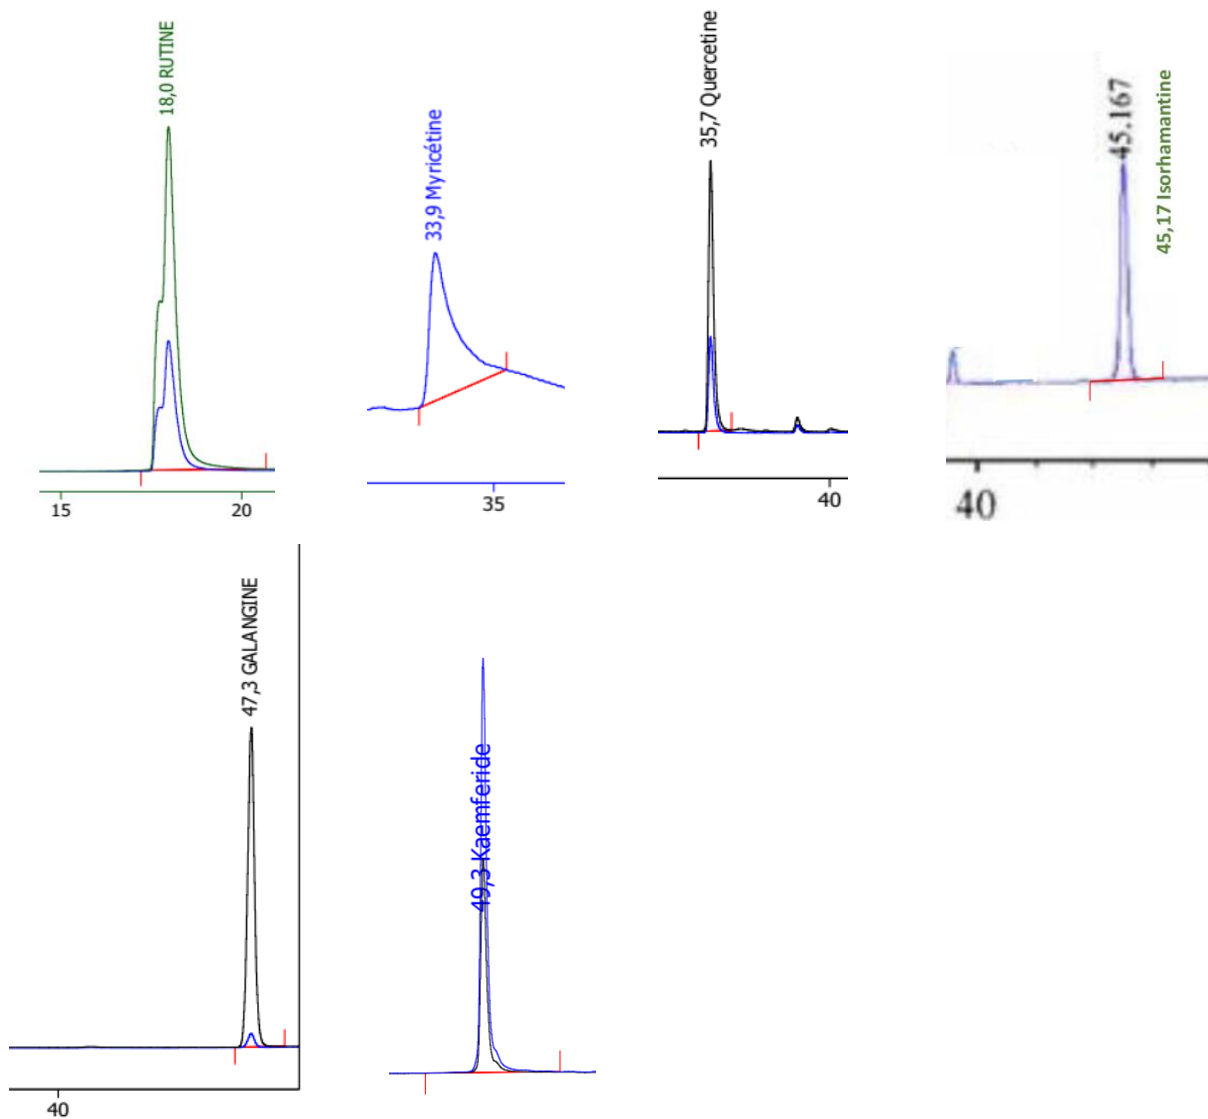 18,0 RUTINE
15
20
33,9 Myricétine
35
35,7 Quercetine
40
45.167
45,17 Isorhamantine
40
47,3 GALANGINE
40
49,3 Kaemferide